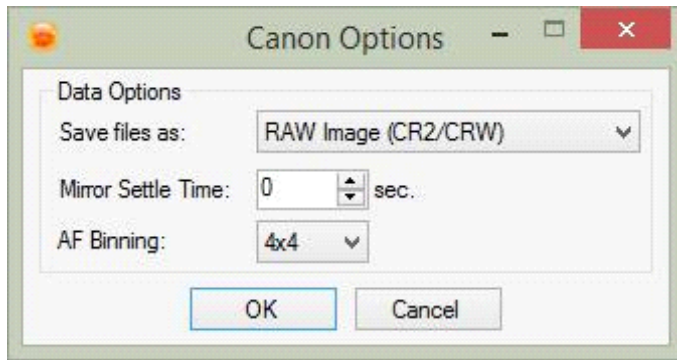 Canon Options
Data Options
Save files as: RAW Image (CR2/CRW)
Mirror Settle Time: 0 sec.
AF Binning: 4x4
OK Cancel